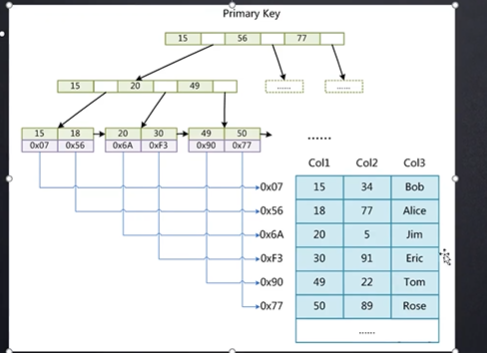 Primary Key
15 56 77
15 20 49
...... ......
15 18 20 30 49 50
0x07 0x56 0x6A 0xF3 0x90 0x77
......
Col1 Col2 Col3
0x07 15 34 Bob
0x56 18 77 Alice
0x6A 20 5 Jim
0xF3 30 91 Eric
0x90 49 22 Tom
0x77 50 89 Rose
......